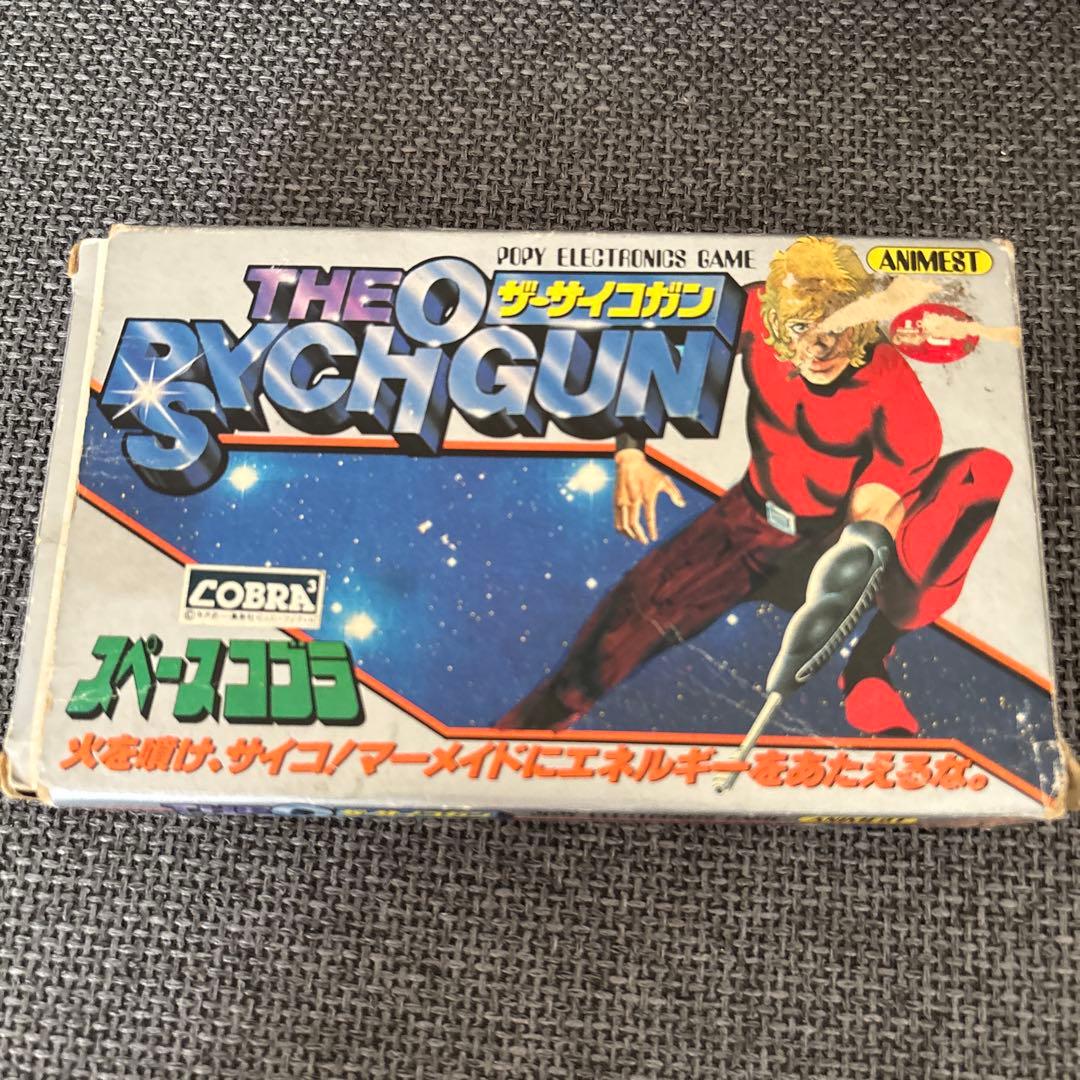 POPY ELECTRONICS GAME
ANIMEST
THE PSYCHOGUN
ザ・サイコガン
COBRA³
スペースコブラ
火を噴け、サイコ!マーメイドにエネルギーをあたえるな。